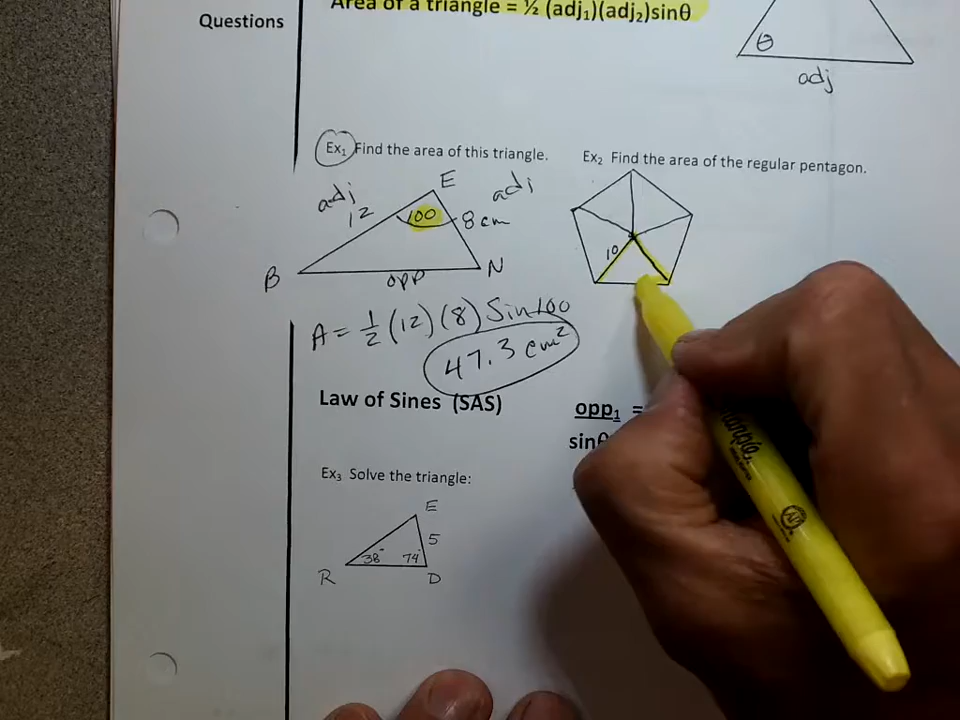 Area of a triangle = ½ (adj₁)(adj₂)sinθ
Questions
θ
adj
Ex₁ Find the area of this triangle.
Ex₂ Find the area of the regular pentagon.
E
adj
adj
12
100
8 cm
10
B
opp
N
A = 1/2 (12)(8) Sin 100
47.3 cm²
Law of Sines (SAS)
opp₁ =
sinθ
Ex₃ Solve the triangle:
E
5
38°
74°
R
D
Sharpie